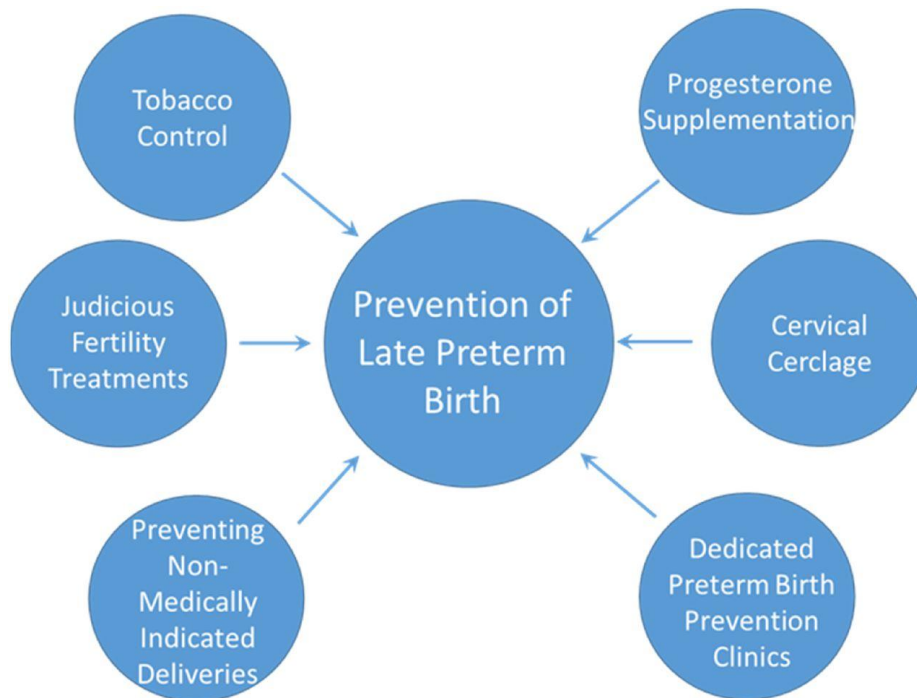 Tobacco
Control
Progesterone
Supplementation
Judicious
Fertility
Treatments
Prevention of
Late Preterm
Birth
Cervical
Cerclage
Preventing
Non-
Medically
Indicated
Deliveries
Dedicated
Preterm Birth
Prevention
Clinics